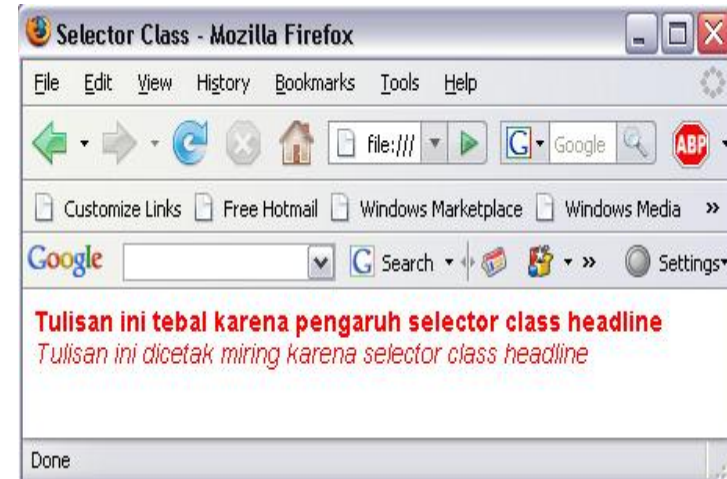 Selector Class - Mozilla Firefox
File Edit View History Bookmarks Tools Help
file:/// G Google ABP
Customize Links Free Hotmail Windows Marketplace Windows Media »
Google G Search » Settings
Tulisan ini tebal karena pengaruh selector class headline
Tulisan ini dicetak miring karena selector class headline
Done